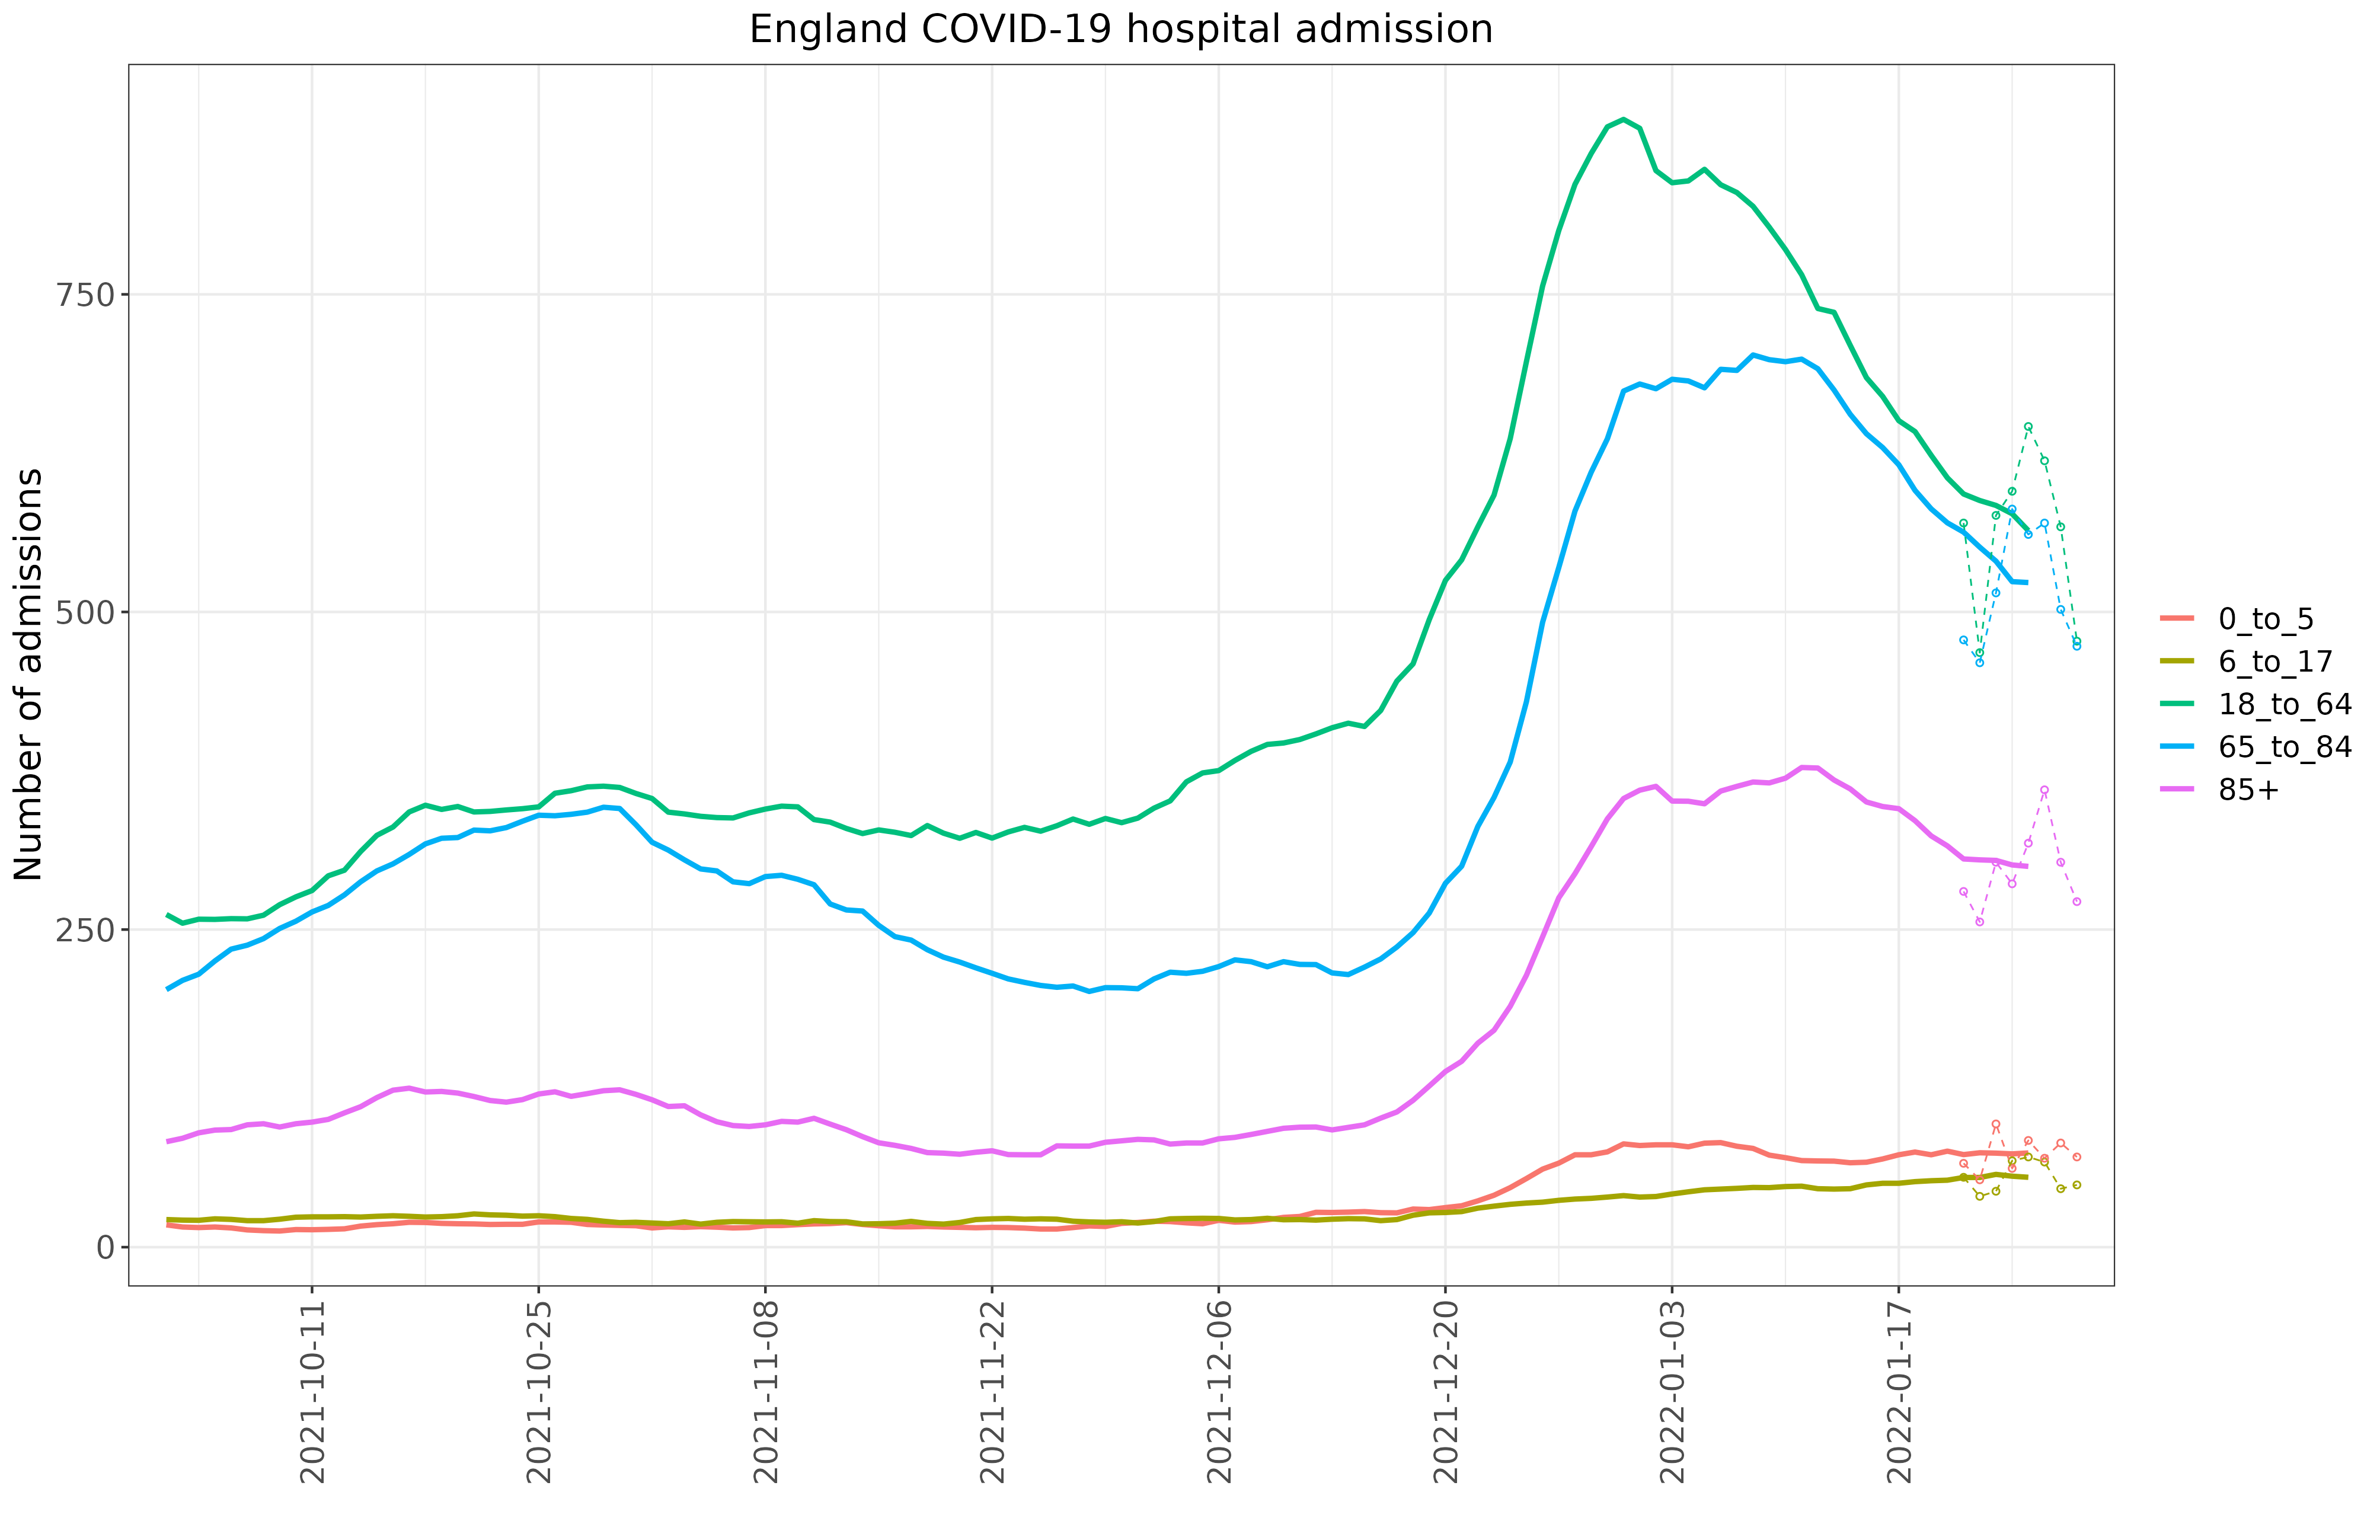 England COVID-19 hospital admission
Number of admissions
750
500
250
0
2021-10-11
2021-10-25
2021-11-08
2021-11-22
2021-12-06
2021-12-20
2022-01-03
2022-01-17
0_to_5
6_to_17
18_to_64
65_to_84
85+